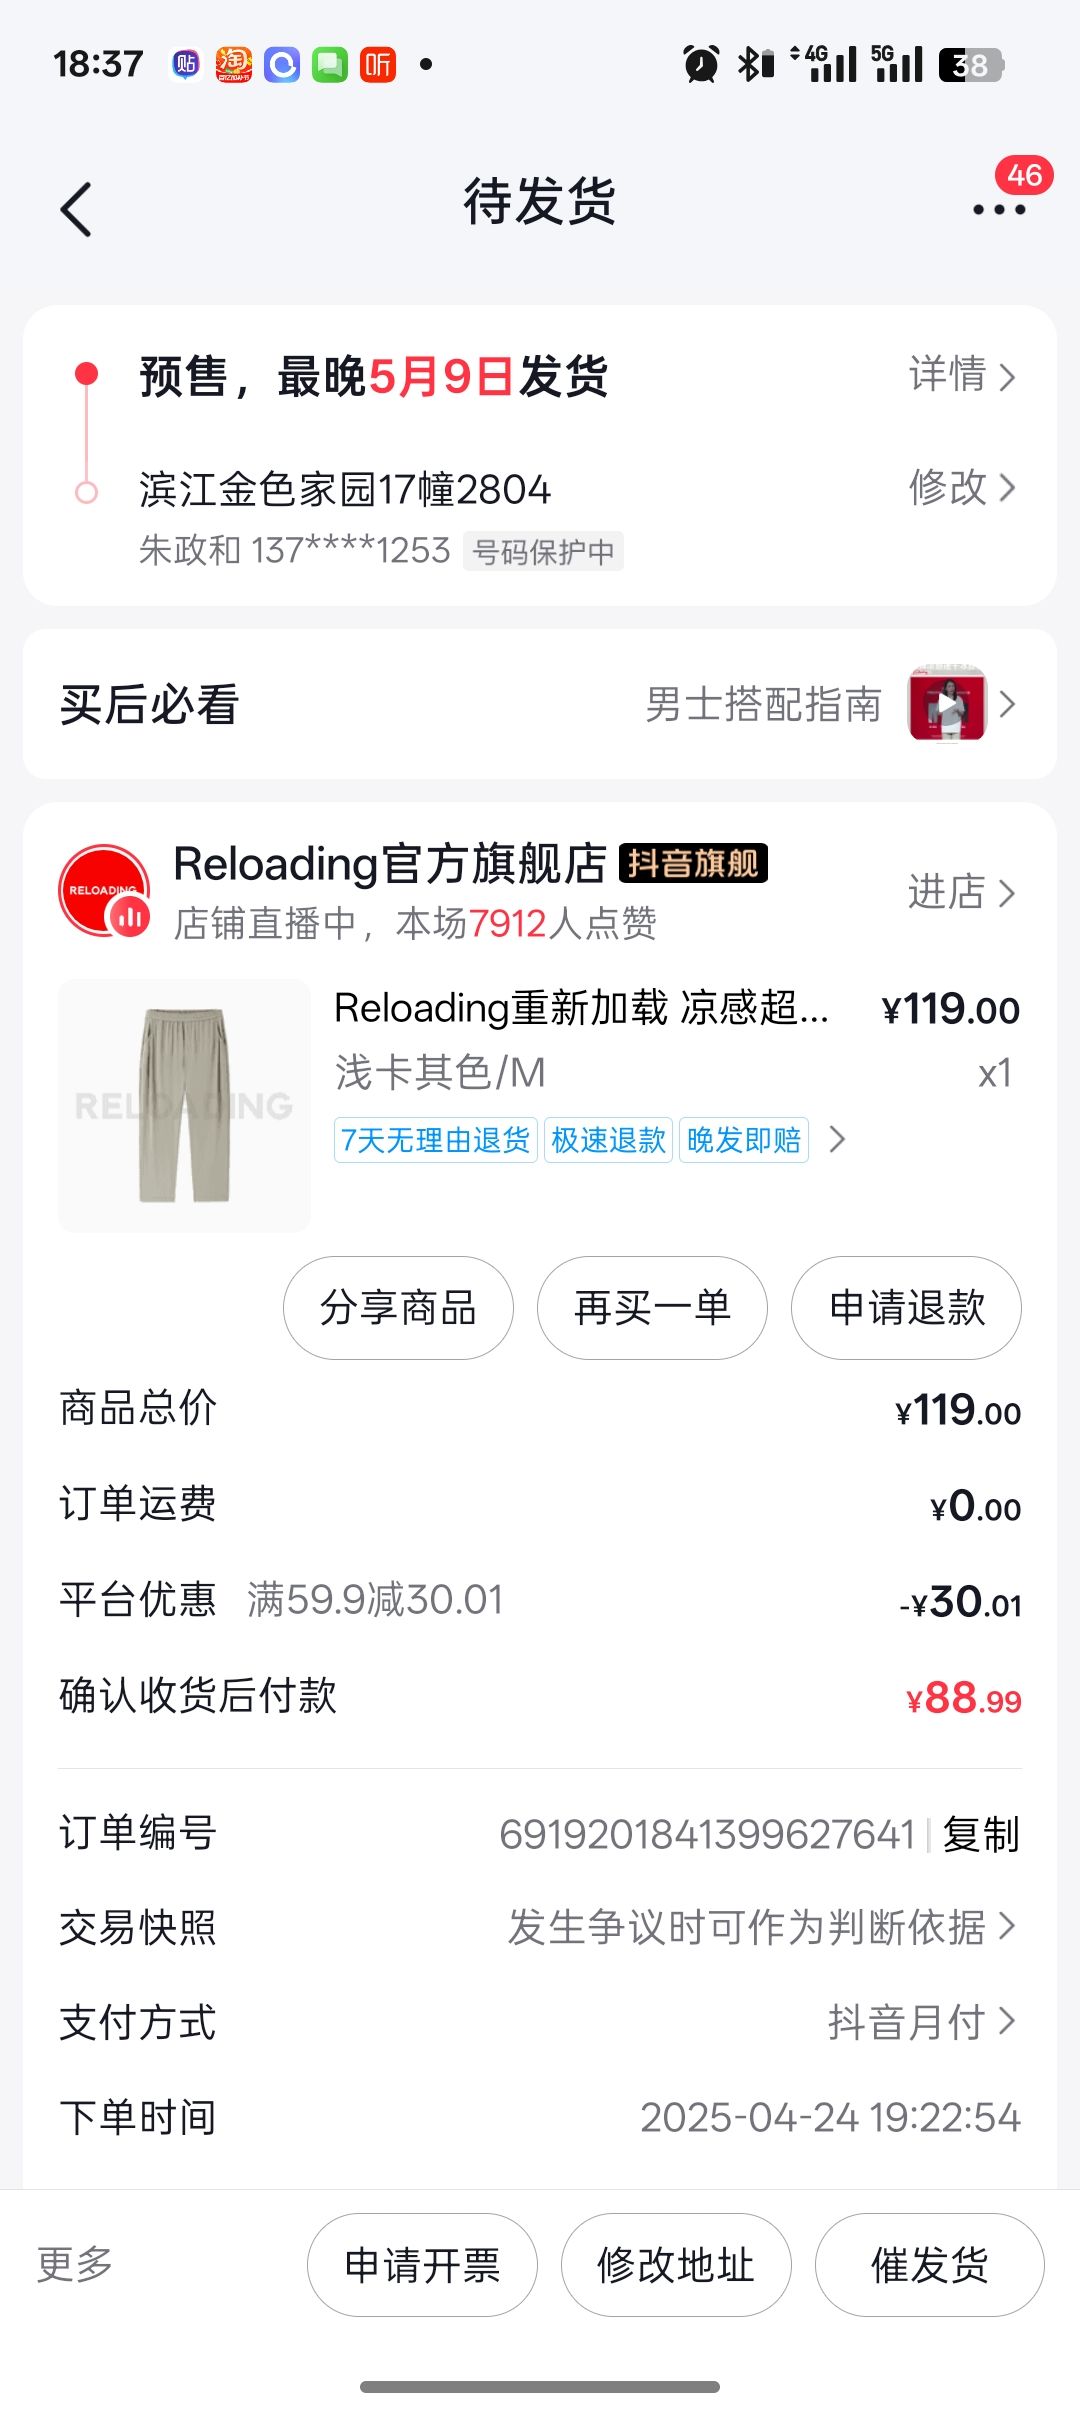 18:37 贴 淘 听 4G 5G 38
待发货
46
预售，最晚5月9日发货 详情
滨江金色家园17幢2804 修改
朱政和 137****1253 号码保护中
买后必看 男士搭配指南
RELOADING
Reloading官方旗舰店 抖音旗舰
进店
店铺直播中，本场7912人点赞
Reloading重新加载 凉感超... ¥119.00
浅卡其色/M x1
RELOADING
7天无理由退货 极速退款 晚发即赔
分享商品 再买一单 申请退款
商品总价 ¥119.00
订单运费 ¥0.00
平台优惠 满59.9减30.01 -¥30.01
确认收货后付款 ¥88.99
订单编号 6919201841399627641 复制
交易快照 发生争议时可作为判断依据
支付方式 抖音月付
下单时间 2025-04-24 19:22:54
更多 申请开票 修改地址 催发货